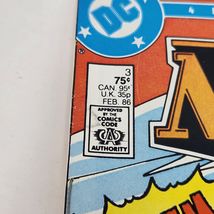 DC
3
75¢
CAN. 95¢
U.K. 35p
FEB. 86
APPROVED
BY THE
COMICS
CODE
CA
AUTHORITY